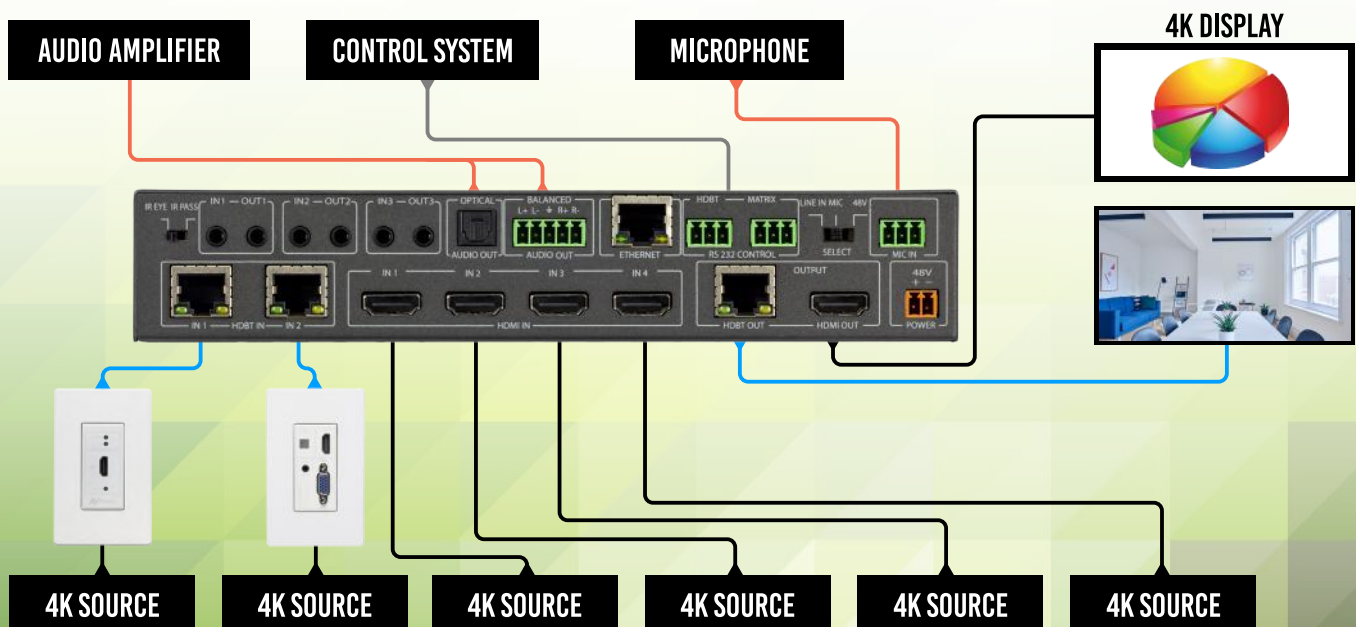 4K DISPLAY
AUDIO AMPLIFIER
CONTROL SYSTEM
MICROPHONE
IR EYE IR PASS
IN1 OUT1
IN2 OUT2
IN3 OUT3
OPTICAL
BALANCED
L+ L- R+ R-
HDBT
MATRIX
LINE IN MIC 48V
AUDIO OUT
AUDIO OUT
ETHERNET
RS 232 CONTROL
SELECT
MIC IN
IN 1
IN 2
IN 3
IN 4
OUTPUT
48V
+ -
IN 1 HDBT IN IN 2
HDMI IN
HDBT OUT
HDMI OUT
POWER
4K SOURCE
4K SOURCE
4K SOURCE
4K SOURCE
4K SOURCE
4K SOURCE